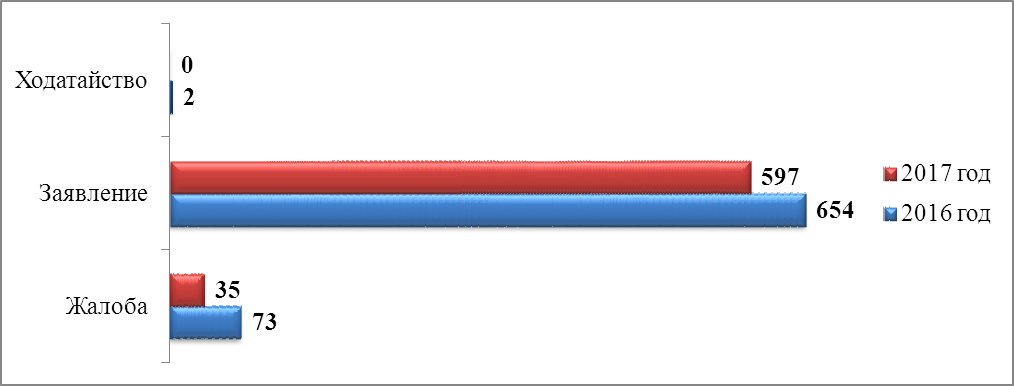 Ходатайство
0
2
Заявление
597
654
Жалоба
35
73
2017 год
2016 год